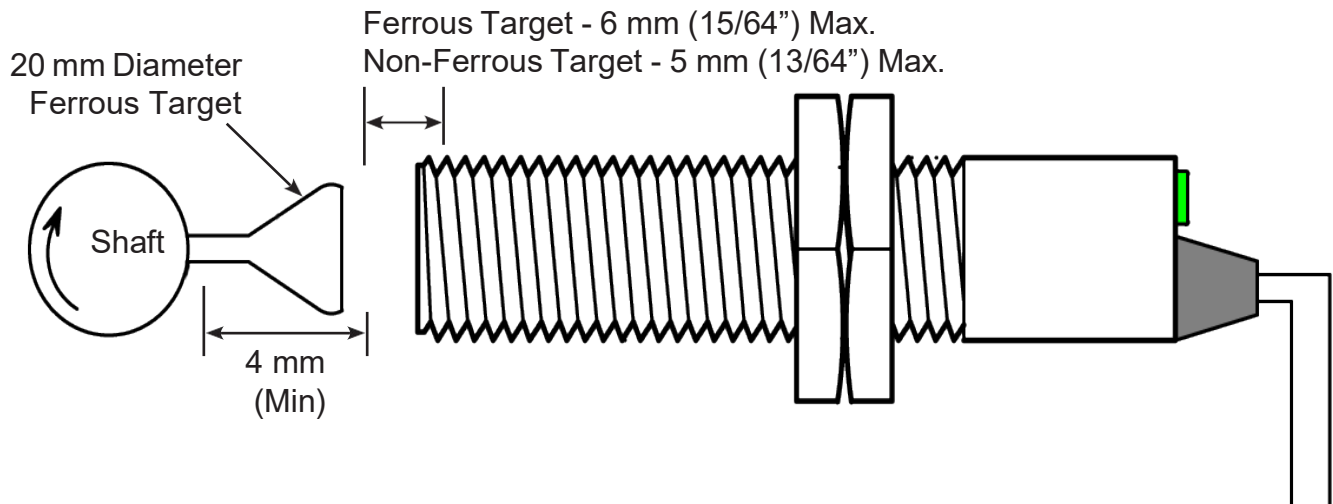 Ferrous Target - 6 mm (15/64”) Max.
Non-Ferrous Target - 5 mm (13/64”) Max.
20 mm Diameter
Ferrous Target
Shaft
4 mm
(Min)